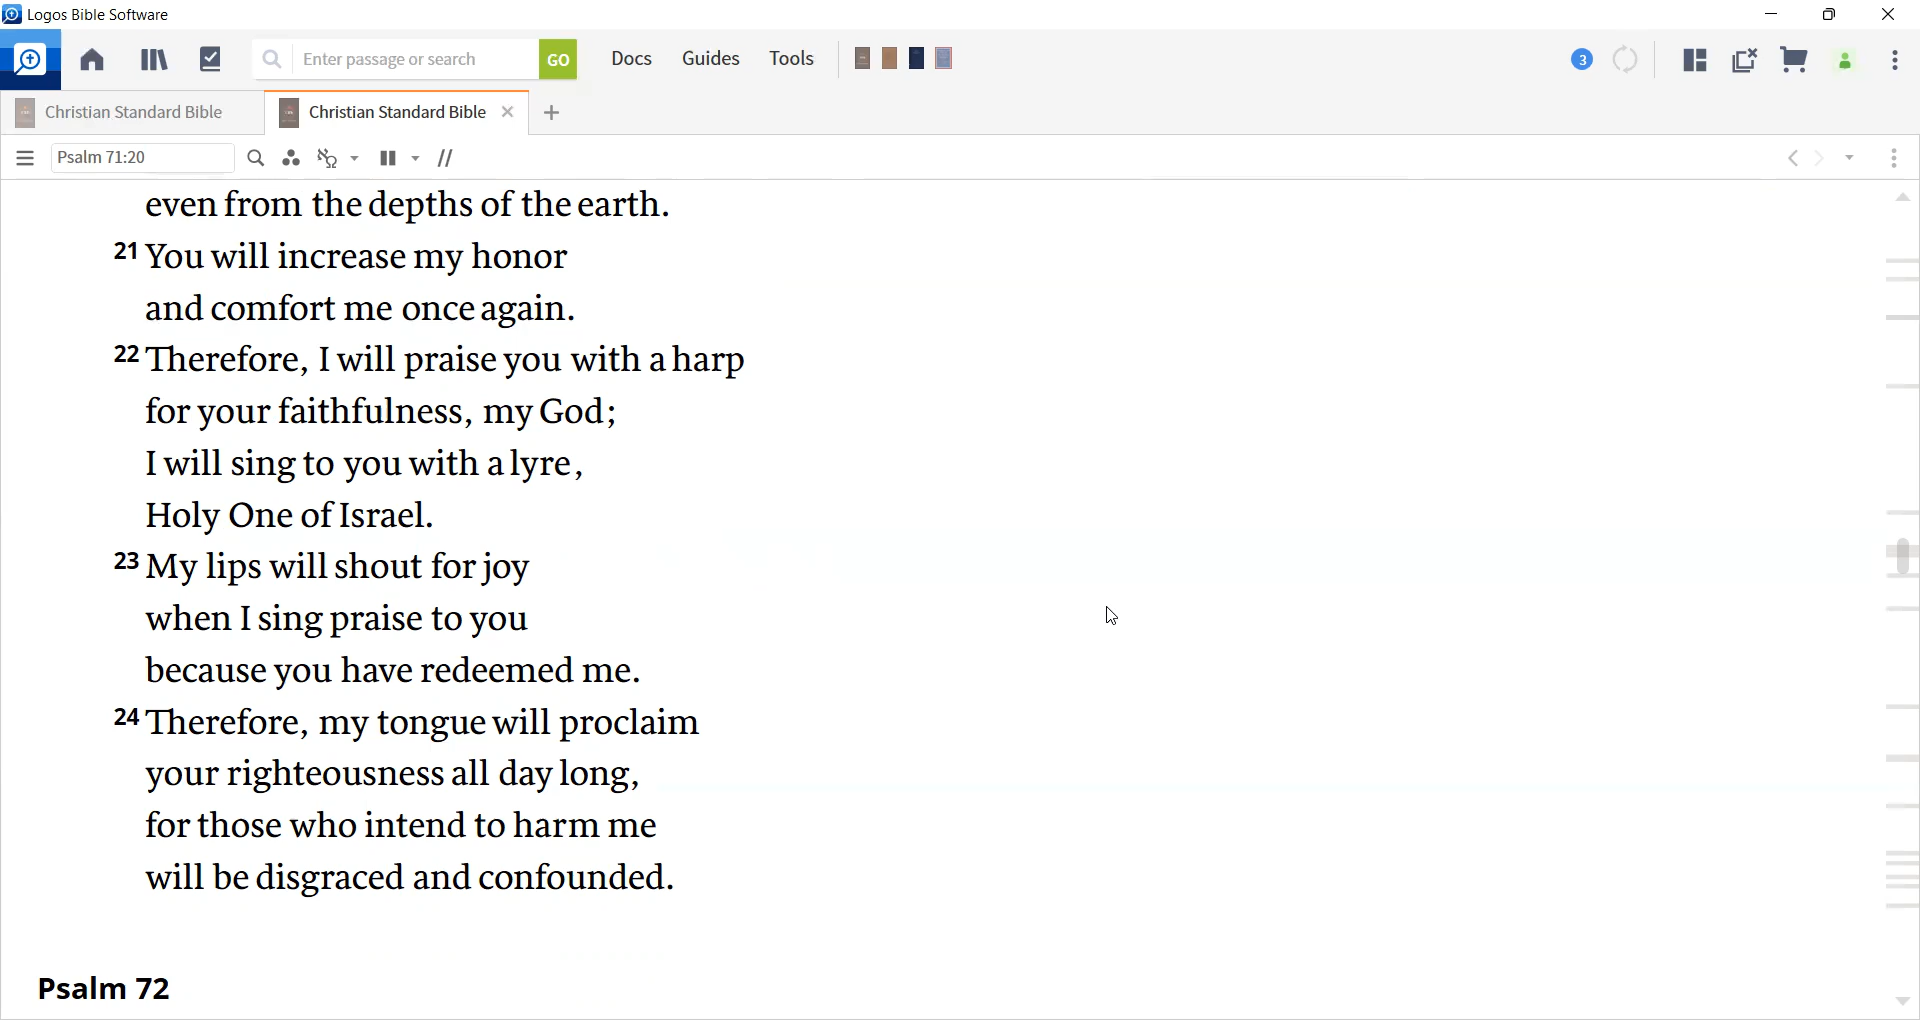 Logos Bible Software
Enter passage or search
GO
Docs
Guides
Tools
3
Christian Standard Bible
Christian Standard Bible
Psalm 71:20
even from the depths of the earth.
21 You will increase my honor
and comfort me once again.
22 Therefore, I will praise you with a harp
for your faithfulness, my God;
I will sing to you with a lyre,
Holy One of Israel.
23 My lips will shout for joy
when I sing praise to you
because you have redeemed me.
24 Therefore, my tongue will proclaim
your righteousness all day long,
for those who intend to harm me
will be disgraced and confounded.
Psalm 72